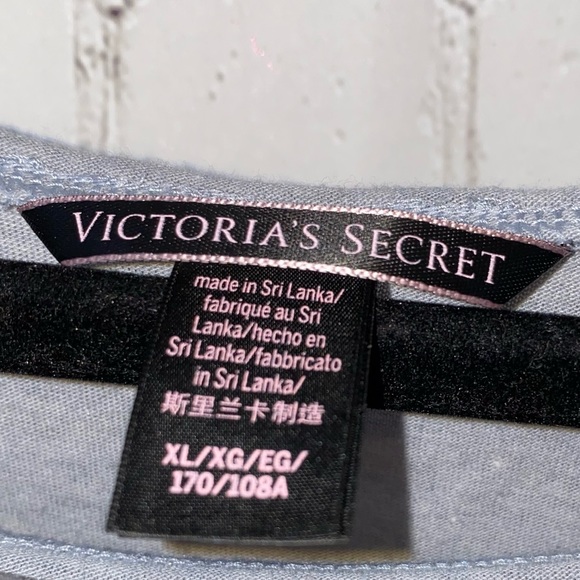 VICTORIA'S SECRET
made in Sri Lanka/
fabriqué au Sri
Lanka/hecho en
Sri Lanka/fabbricato
in Sri Lanka/
斯里兰卡制造
XL/XG/EG/
170/108A